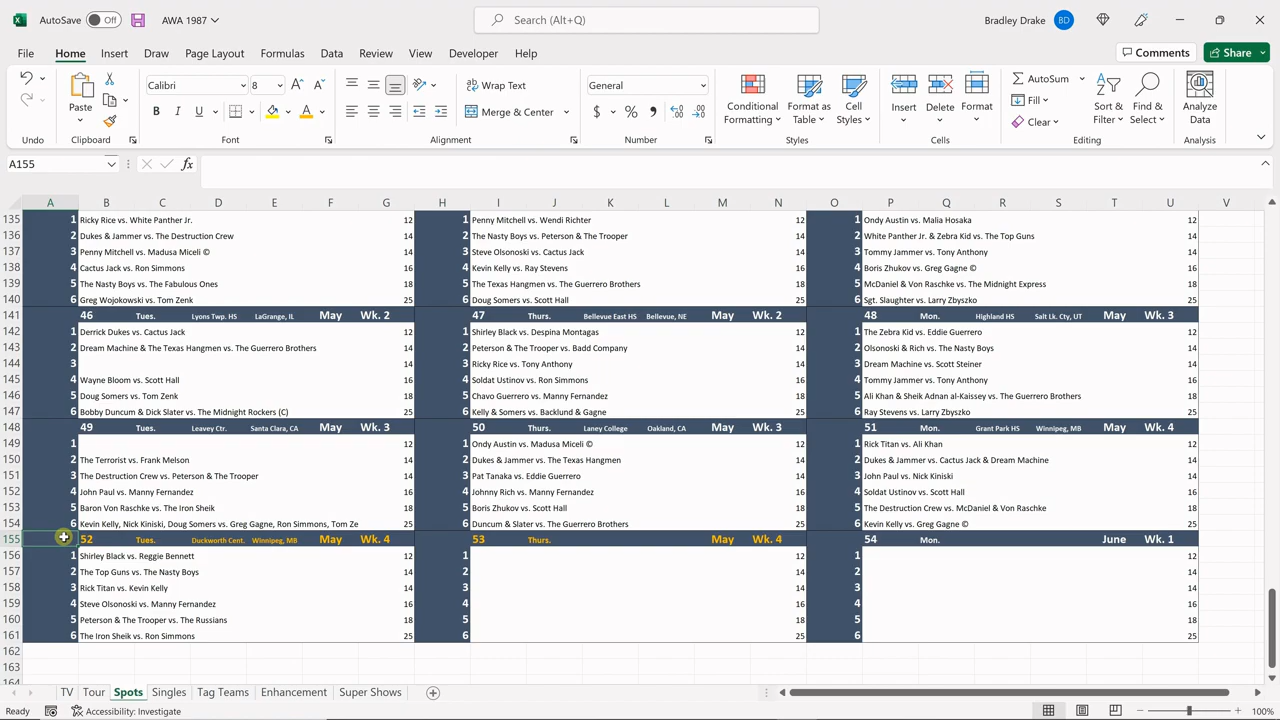 AutoSave Off AWA 1987 Search (Alt+Q) Bradley Drake BD
File Home Insert Draw Page Layout Formulas Data Review View Developer Help Comments Share
Calibri 8 Wrap Text General AutoSum
Paste Merge & Center Conditional Formatting Format as Table Cell Styles Insert Delete Format Fill Sort & Filter Find & Select Analyze Data
Clear
Undo Clipboard Font Alignment Number Styles Cells Editing Analysis
A155 fx
A B C D E F G H I J K L M N O P Q R S T U V
135 1 Ricky Rice vs. White Panther Jr. 12 1 Penny Mitchell vs. Wendi Richter 12 1 Ondy Austin vs. Malia Hosaka 12
136 2 Dukes & Jammer vs. The Destruction Crew 14 2 The Nasty Boys vs. Peterson & The Trooper 14 2 White Panther Jr. & Zebra Kid vs. The Top Guns 14
137 3 Penny Mitchell vs. Madusa Miceli © 14 3 Steve Olsonoski vs. Cactus Jack 14 3 Tommy Jammer vs. Tony Anthony 14
138 4 Cactus Jack vs. Ron Simmons 16 4 Kevin Kelly vs. Ray Stevens 16 4 Boris Zhukov vs. Greg Gagne © 16
139 5 The Nasty Boys vs. The Fabulous Ones 18 5 The Texas Hangmen vs. The Guerrero Brothers 18 5 McDaniel & Von Raschke vs. The Midnight Express 18
140 6 Greg Wojokowski vs. Tom Zenk 25 6 Doug Somers vs. Scott Hall 25 6 Sgt. Slaughter vs. Larry Zbyszko 25
141 46 Tues. Lyons Twp. HS LaGrange, IL May Wk. 2 47 Thurs. Bellevue East HS Bellevue, NE May Wk. 2 48 Mon. Highland HS Salt Lk. Cty, UT May Wk. 3
142 1 Derrick Dukes vs. Cactus Jack 12 1 Shirley Black vs. Despina Montagas 12 1 The Zebra Kid vs. Eddie Guerrero 12
143 2 Dream Machine & The Texas Hangmen vs. The Guerrero Brothers 14 2 Peterson & The Trooper vs. Badd Company 14 2 Olsonoski & Rich vs. The Nasty Boys 14
144 3 14 3 Ricky Rice vs. Tony Anthony 14 3 Dream Machine vs. Scott Steiner 14
145 4 Wayne Bloom vs. Scott Hall 16 4 Soldat Ustinov vs. Ron Simmons 16 4 Tommy Jammer vs. Tony Anthony 16
146 5 Doug Somers vs. Tom Zenk 18 5 Chavo Guerrero vs. Manny Fernandez 18 5 Ali Khan & Sheik Adnan al-Kaissey vs. The Guerrero Brothers 18
147 6 Bobby Duncum & Dick Slater vs. The Midnight Rockers (C) 25 6 Kelly & Somers vs. Backlund & Gagne 25 6 Ray Stevens vs. Larry Zbyszko 25
148 49 Tues. Leavey Ctr. Santa Clara, CA May Wk. 3 50 Thurs. Laney College Oakland, CA May Wk. 3 51 Mon. Grant Park HS Winnipeg, MB May Wk. 4
149 1 12 1 Ondy Austin vs. Madusa Miceli © 12 1 Rick Titan vs. Ali Khan 12
150 2 The Terrorist vs. Frank Melson 14 2 Dukes & Jammer vs. The Texas Hangmen 14 2 Dukes & Jammer vs. Cactus Jack & Dream Machine 14
151 3 The Destruction Crew vs. Peterson & The Trooper 14 3 Pat Tanaka vs. Eddie Guerrero 14 3 John Paul vs. Nick Kiniski 14
152 4 John Paul vs. Manny Fernandez 16 4 Johnny Rich vs. Manny Fernandez 16 4 Soldat Ustinov vs. Scott Hall 16
153 5 Baron Von Raschke vs. The Iron Sheik 18 5 Boris Zhukov vs. Scott Hall 18 5 The Destruction Crew vs. McDaniel & Von Raschke 18
154 6 Kevin Kelly, Nick Kiniski, Doug Somers vs. Greg Gagne, Ron Simmons, Tom Ze 25 6 Duncum & Slater vs. The Guerrero Brothers 25 6 Kevin Kelly vs. Greg Gagne © 25
155 52 Tues. Duckworth Cent. Winnipeg, MB May Wk. 4 53 Thurs. May Wk. 4 54 Mon. June Wk. 1
156 1 Shirley Black vs. Reggie Bennett 12 1 12 1 12
157 2 The Top Guns vs. The Nasty Boys 14 2 14 2 14
158 3 Rick Titan vs. Kevin Kelly 14 3 14 3 14
159 4 Steve Olsonoski vs. Manny Fernandez 16 4 16 4 16
160 5 Peterson & The Trooper vs. The Russians 18 5 18 5 18
161 6 The Iron Sheik vs. Ron Simmons 25 6 25 6 25
162
163
164
TV Tour Spots Singles Tag Teams Enhancement Super Shows
Ready Accessibility: Investigate 100%